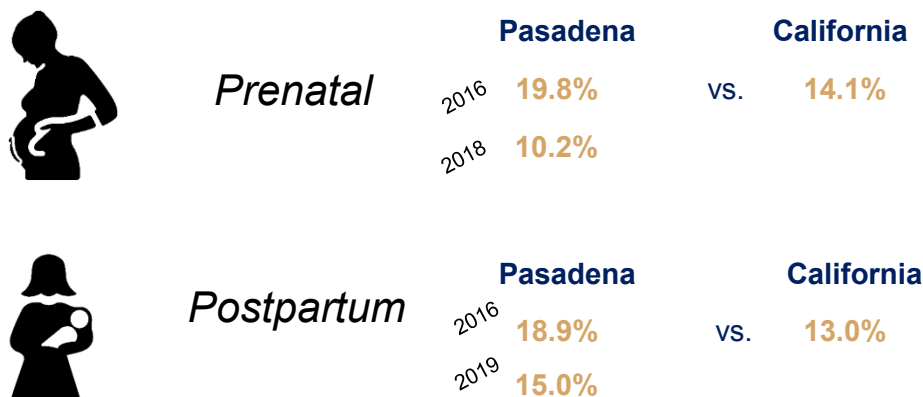 Pasadena California
Prenatal 2016 19.8% vs. 14.1%
2018 10.2%
Pasadena California
Postpartum 2016 18.9% vs. 13.0%
2019 15.0%